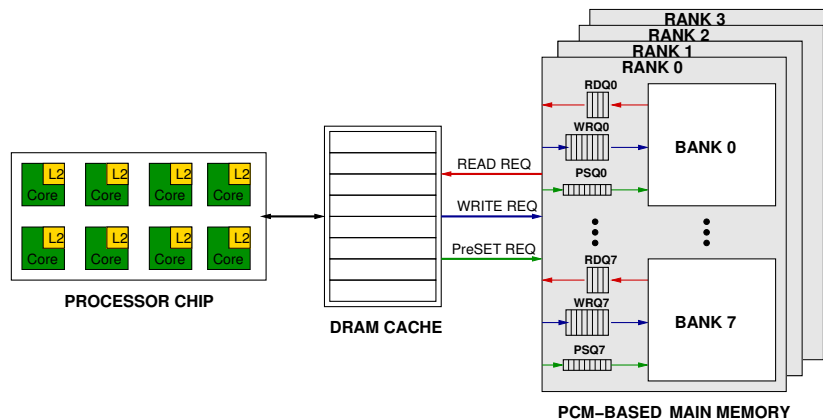 RANK 3
RANK 2
RANK 1
RANK 0
RDQ0
WRQ0
BANK 0
PSQ0
READ REQ
WRITE REQ
PreSET REQ
L2 L2 L2 L2
Core Core Core Core
L2 L2 L2 L2
Core Core Core Core
PROCESSOR CHIP
DRAM CACHE
RDQ7
WRQ7
BANK 7
PSQ7
PCM-BASED MAIN MEMORY